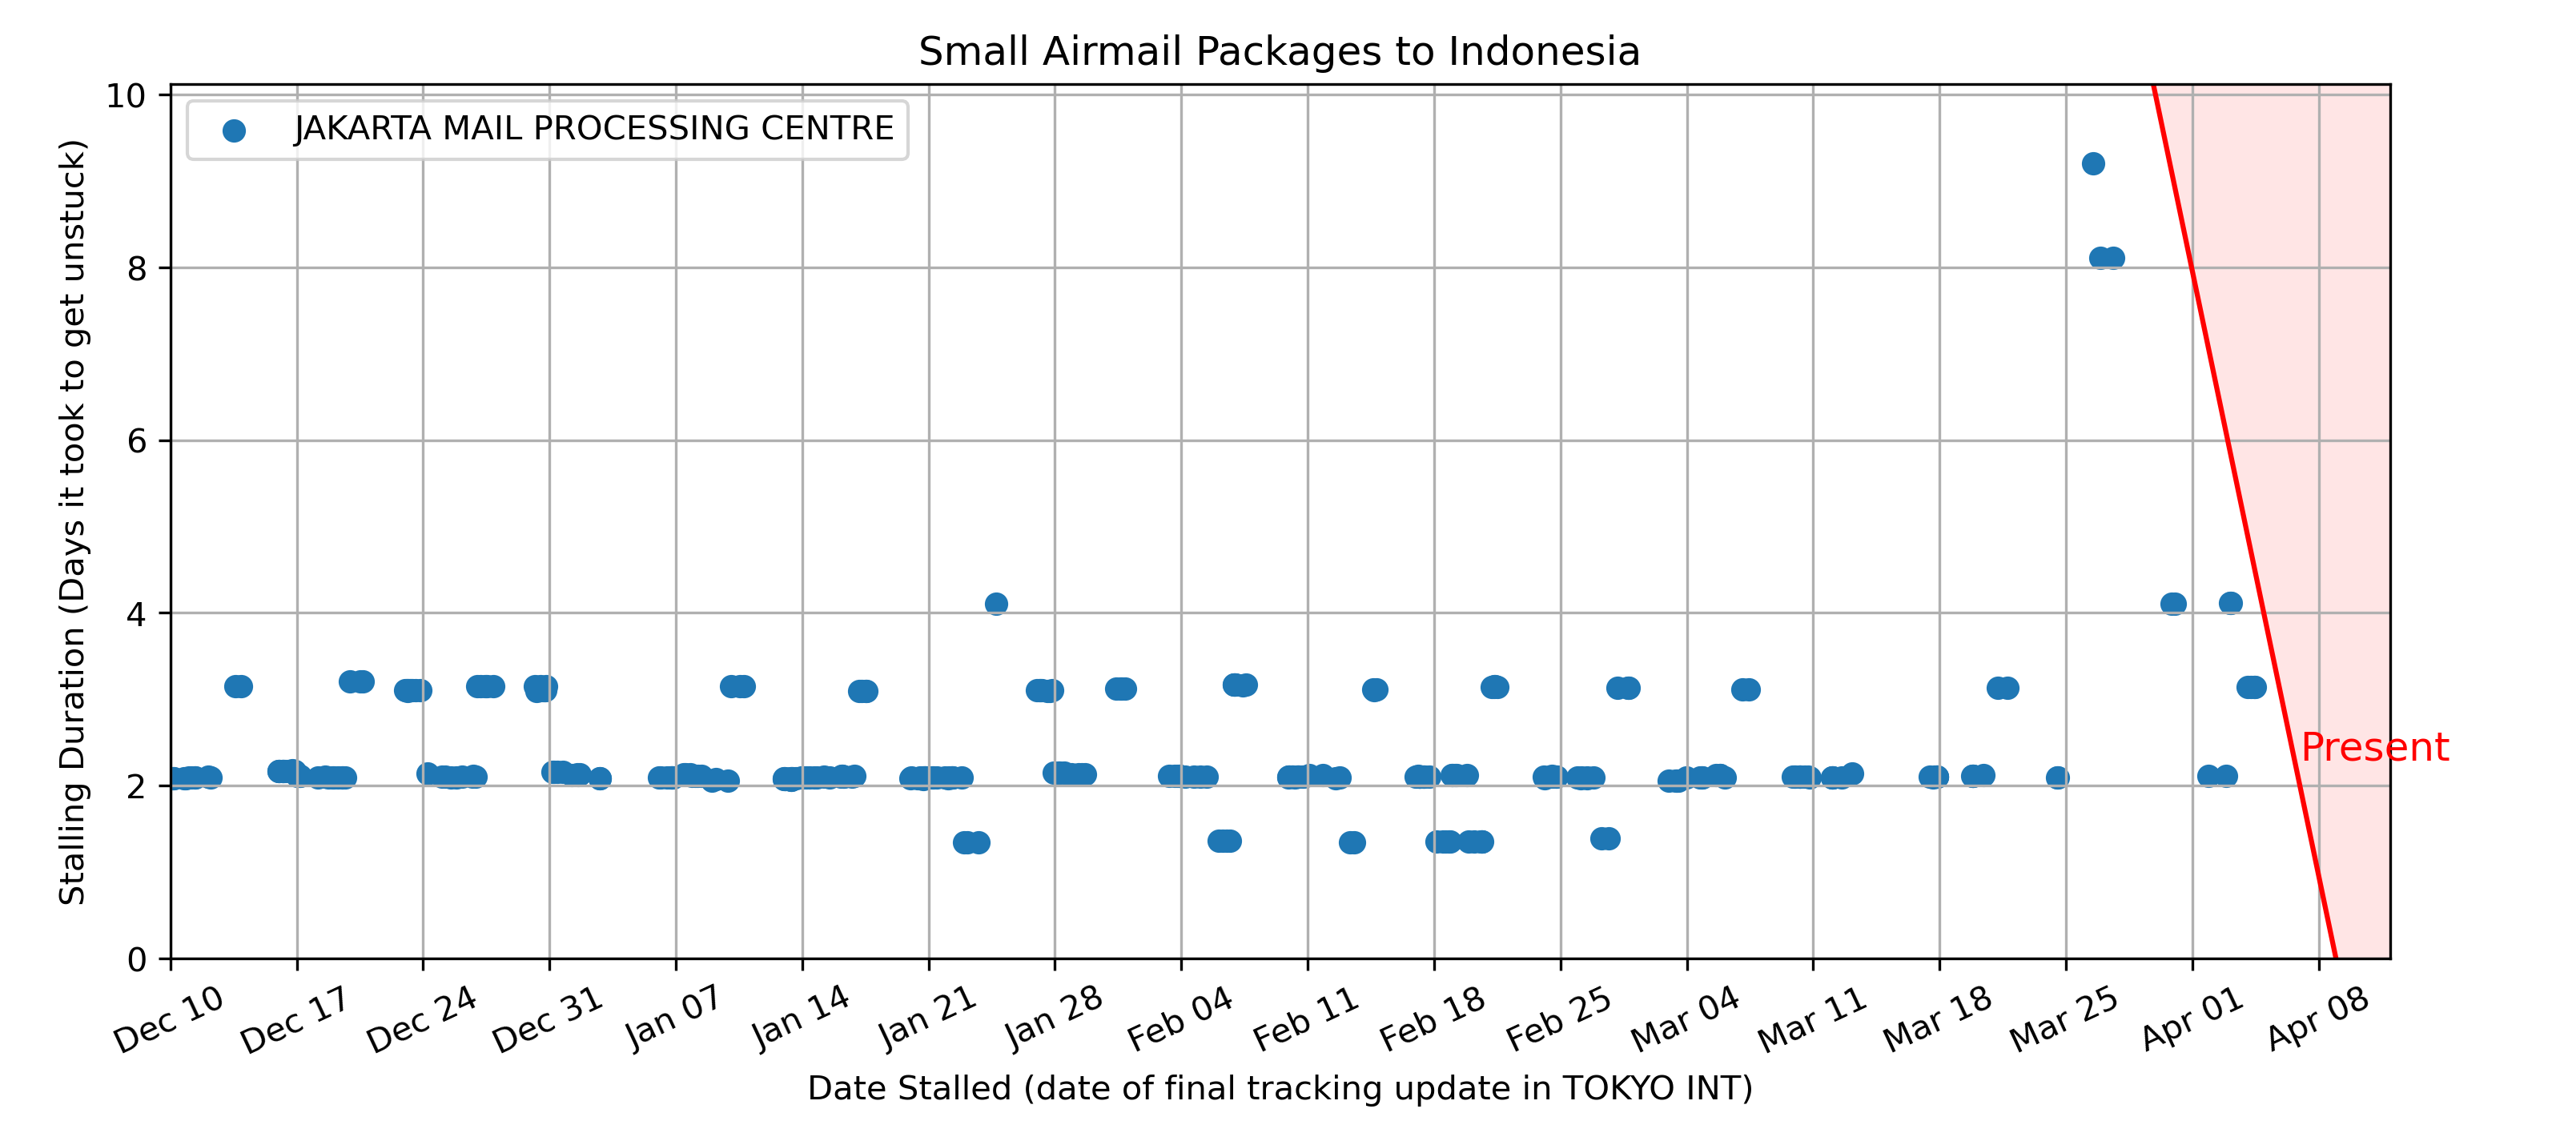 Small Airmail Packages to Indonesia
JAKARTA MAIL PROCESSING CENTRE
Stalling Duration (Days it took to get unstuck)
10
8
6
4
2
0
Present
Dec 10
Dec 17
Dec 24
Dec 31
Jan 07
Jan 14
Jan 21
Jan 28
Feb 04
Feb 11
Feb 18
Feb 25
Mar 04
Mar 11
Mar 18
Mar 25
Apr 01
Apr 08
Date Stalled (date of final tracking update in TOKYO INT)